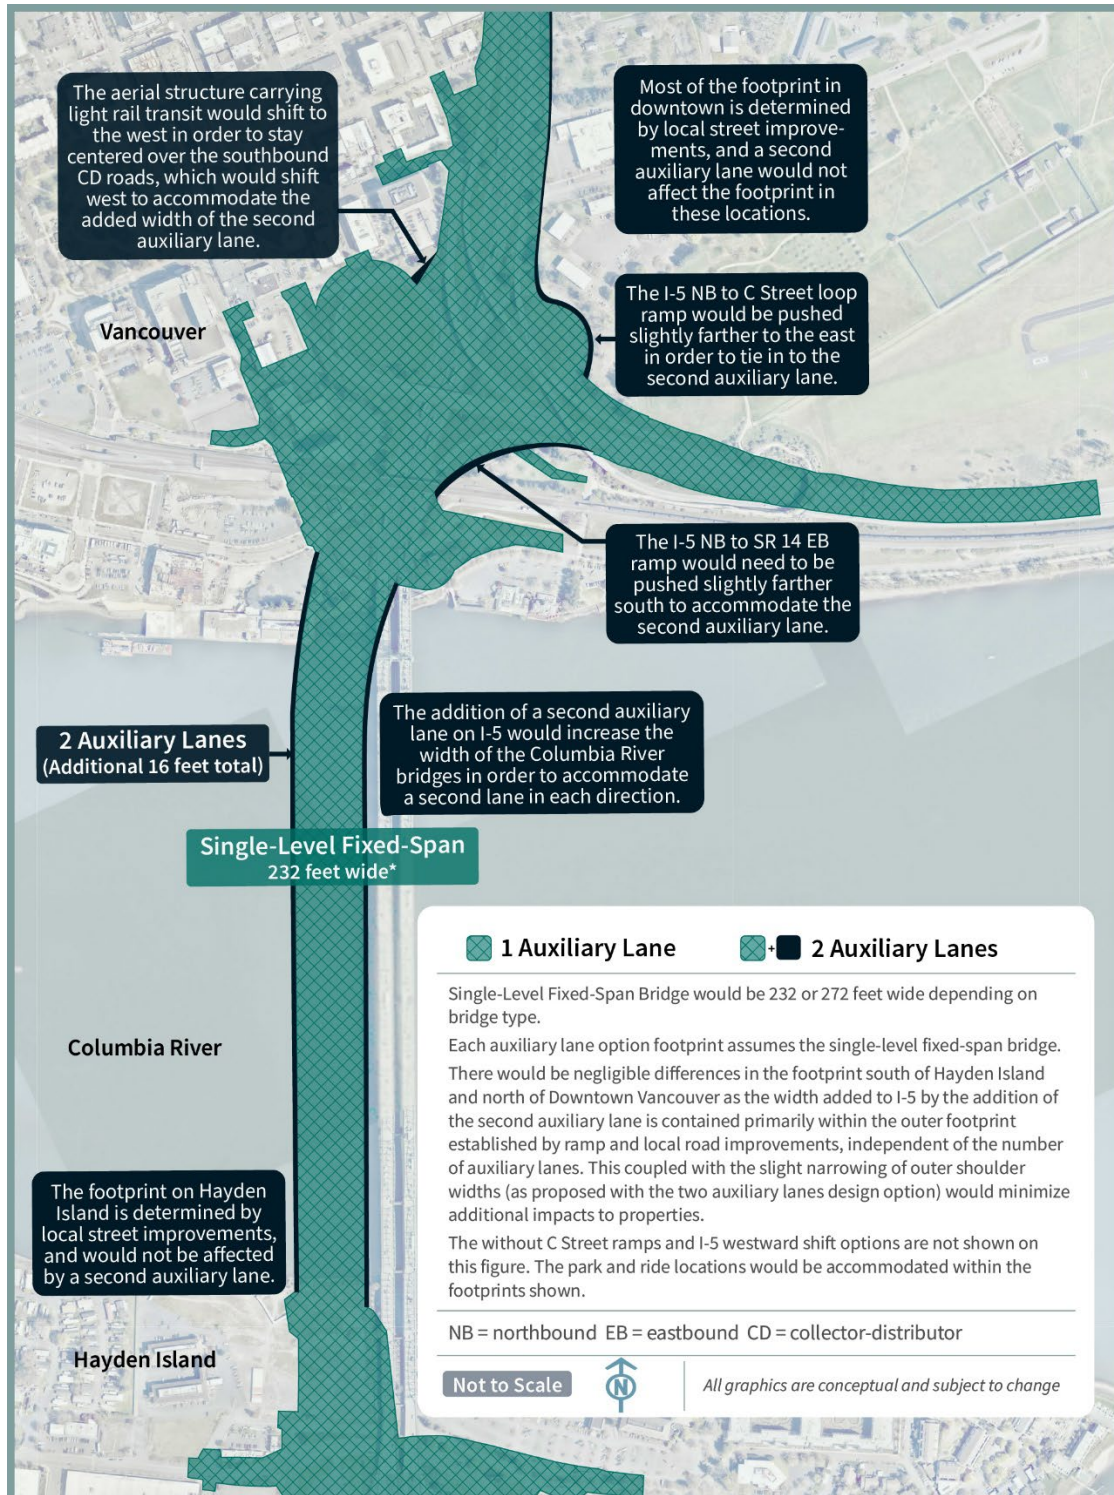 The aerial structure carrying
light rail transit would shift to
the west in order to stay
centered over the southbound
CD roads, which would shift
west to accommodate the
added width of the second
auxiliary lane.
Most of the footprint in
downtown is determined
by local street improve-
ments, and a second
auxiliary lane would not
affect the footprint in
these locations.
The I-5 NB to C Street loop
ramp would be pushed
slightly farther to the east
in order to tie in to the
second auxiliary lane.
Vancouver
The I-5 NB to SR 14 EB
ramp would need to be
pushed slightly farther
south to accommodate the
second auxiliary lane.
2 Auxiliary Lanes
(Additional 16 feet total)
The addition of a second auxiliary
lane on I-5 would increase the
width of the Columbia River
bridges in order to accommodate
a second lane in each direction.
Single-Level Fixed-Span
232 feet wide*
Columbia River
The footprint on Hayden
Island is determined by
local street improvements,
and would not be affected
by a second auxiliary lane.
Hayden Island
1 Auxiliary Lane
+ 2 Auxiliary Lanes
Single-Level Fixed-Span Bridge would be 232 or 272 feet wide depending on
bridge type.
Each auxiliary lane option footprint assumes the single-level fixed-span bridge.
There would be negligible differences in the footprint south of Hayden Island
and north of Downtown Vancouver as the width added to I-5 by the addition of
the second auxiliary lane is contained primarily within the outer footprint
established by ramp and local road improvements, independent of the number
of auxiliary lanes. This coupled with the slight narrowing of outer shoulder
widths (as proposed with the two auxiliary lanes design option) would minimize
additional impacts to properties.
The without C Street ramps and I-5 westward shift options are not shown on
this figure. The park and ride locations would be accommodated within the
footprints shown.
NB = northbound EB = eastbound CD = collector-distributor
Not to Scale
N
All graphics are conceptual and subject to change